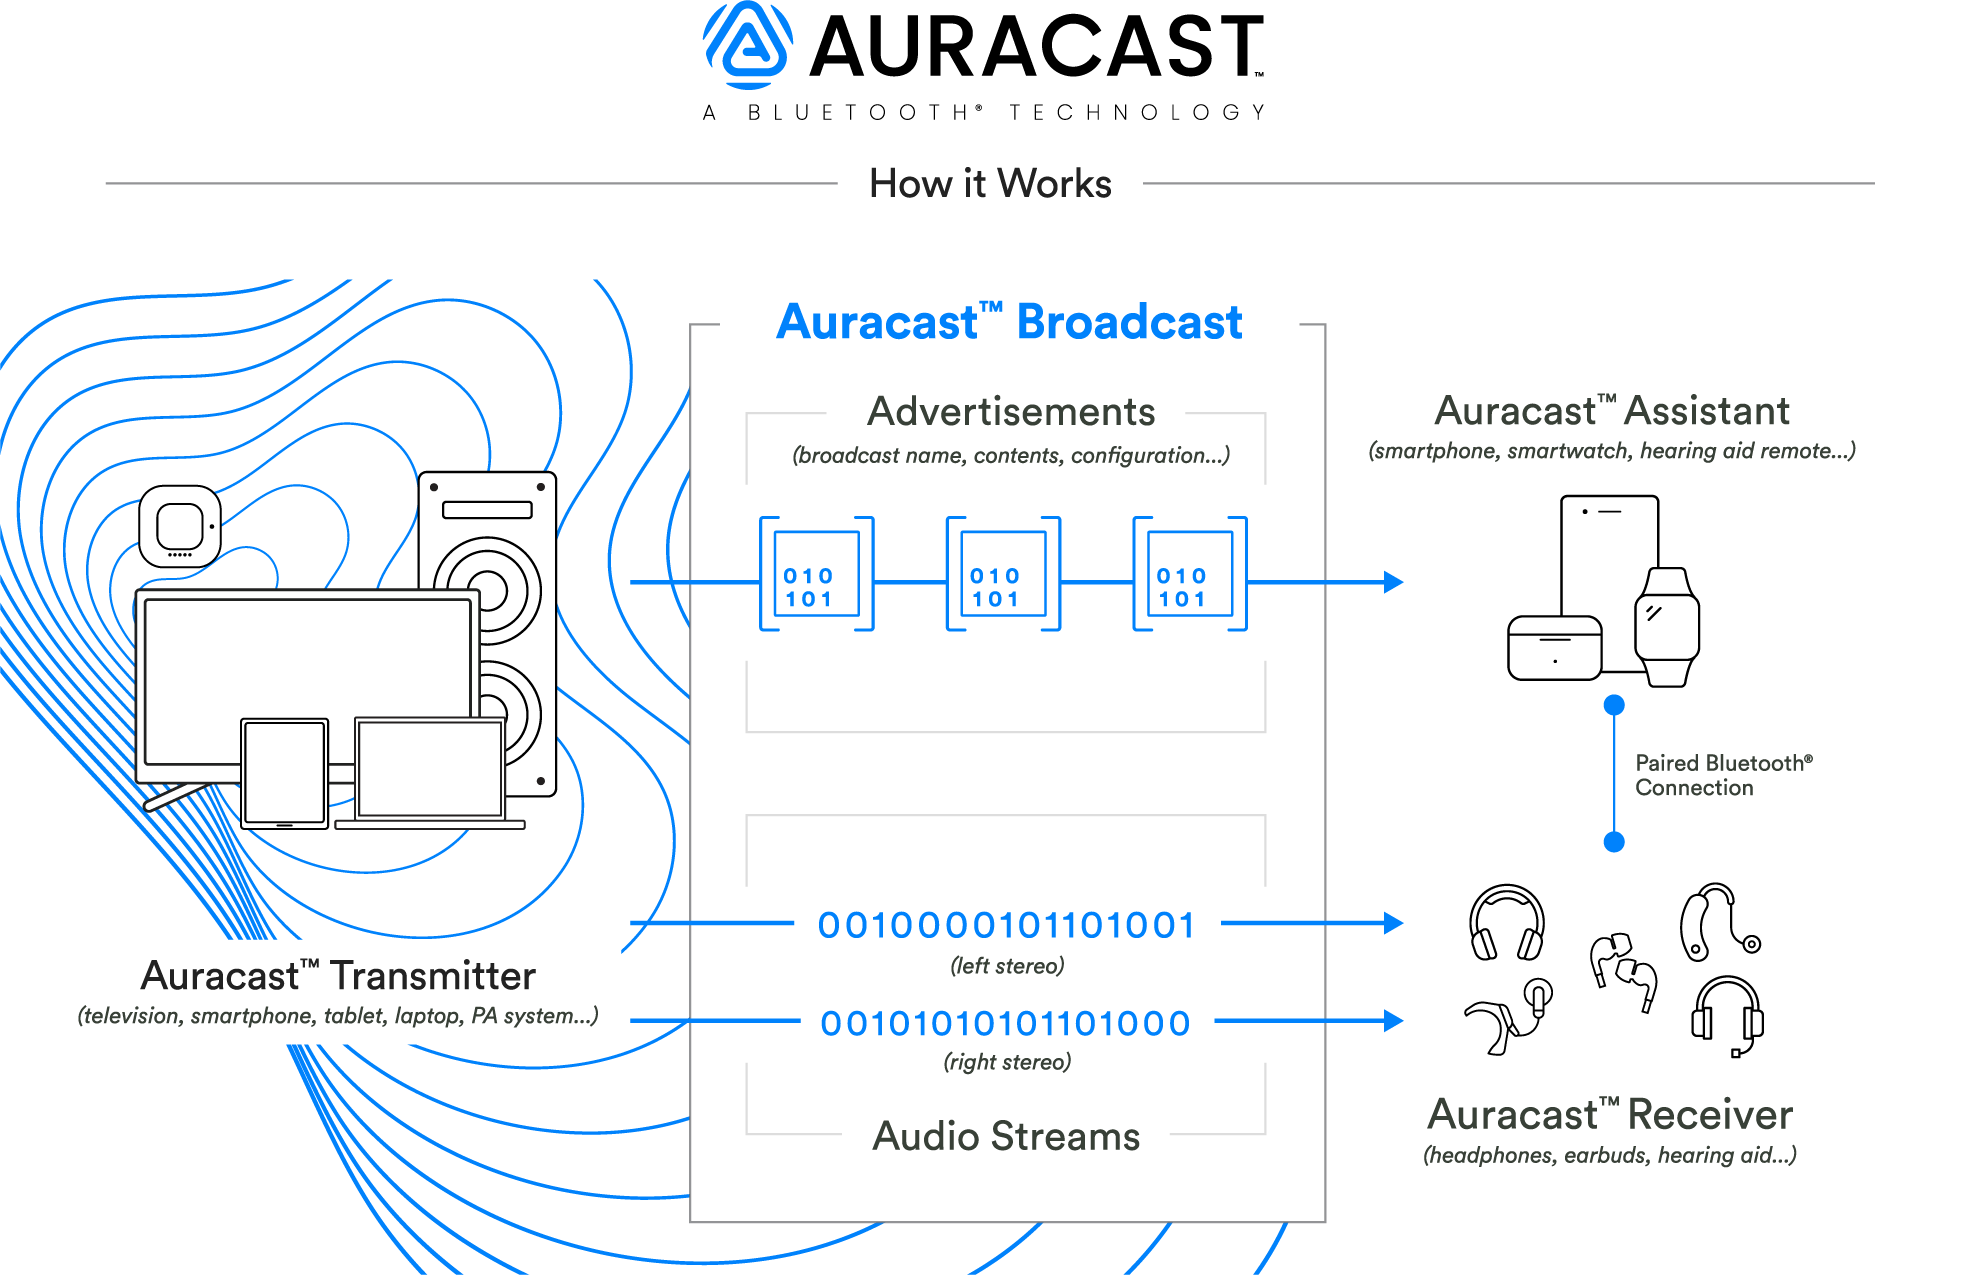 AURACAST™
A BLUETOOTH® TECHNOLOGY
How it Works
Auracast™ Broadcast
Advertisements
(broadcast name, contents, configuration...)
010
101
010
101
010
101
Auracast™ Assistant
(smartphone, smartwatch, hearing aid remote...)
Paired Bluetooth®
Connection
Auracast™ Transmitter
(television, smartphone, tablet, laptop, PA system...)
0010000101101001
(left stereo)
00101010101101000
(right stereo)
Audio Streams
Auracast™ Receiver
(headphones, earbuds, hearing aid...)